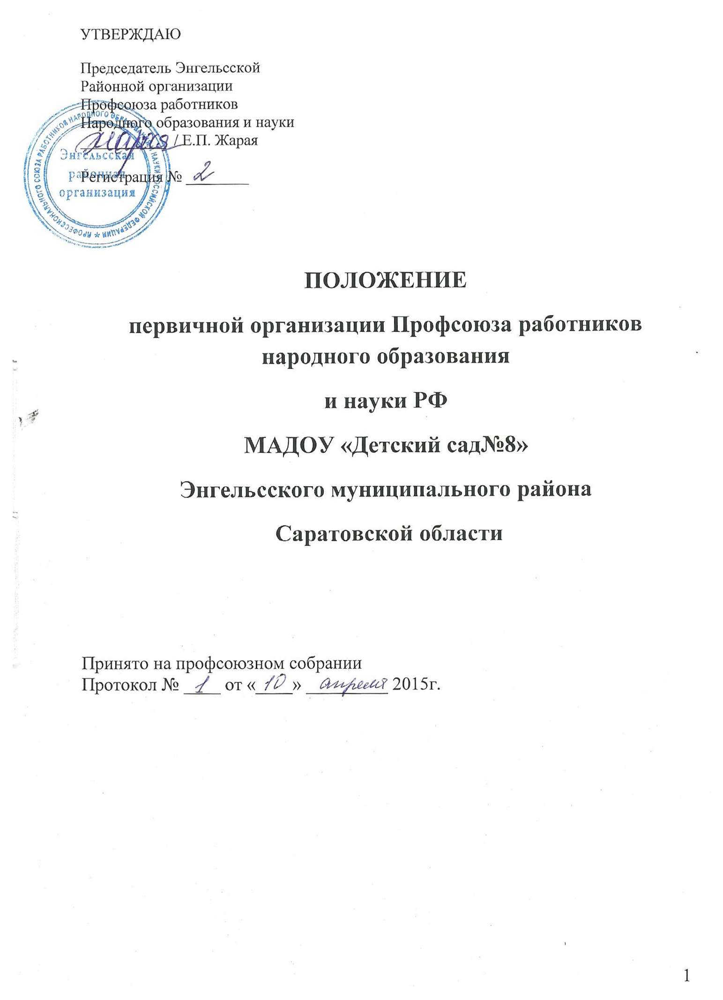 УТВЕРЖДАЮ
Председатель Энгельсской
Районной организации
Профсоюза работников
Народного образования и науки
/ Е.П. Жарая
Регистрация № 2
ПРОФЕССИОНАЛЬНОГО СОЮЗА РАБОТНИКОВ НАРОДНОГО ОБРАЗОВАНИЯ И НАУКИ РОССИЙСКОЙ ФЕДЕРАЦИИ *
Энгельсская
районная
организация
ПОЛОЖЕНИЕ
первичной организации Профсоюза работников
народного образования
и науки РФ
МАДОУ «Детский сад№8»
Энгельсского муниципального района
Саратовской области
Принято на профсоюзном собрании
Протокол № 1 от «10» апреля 2015г.
1